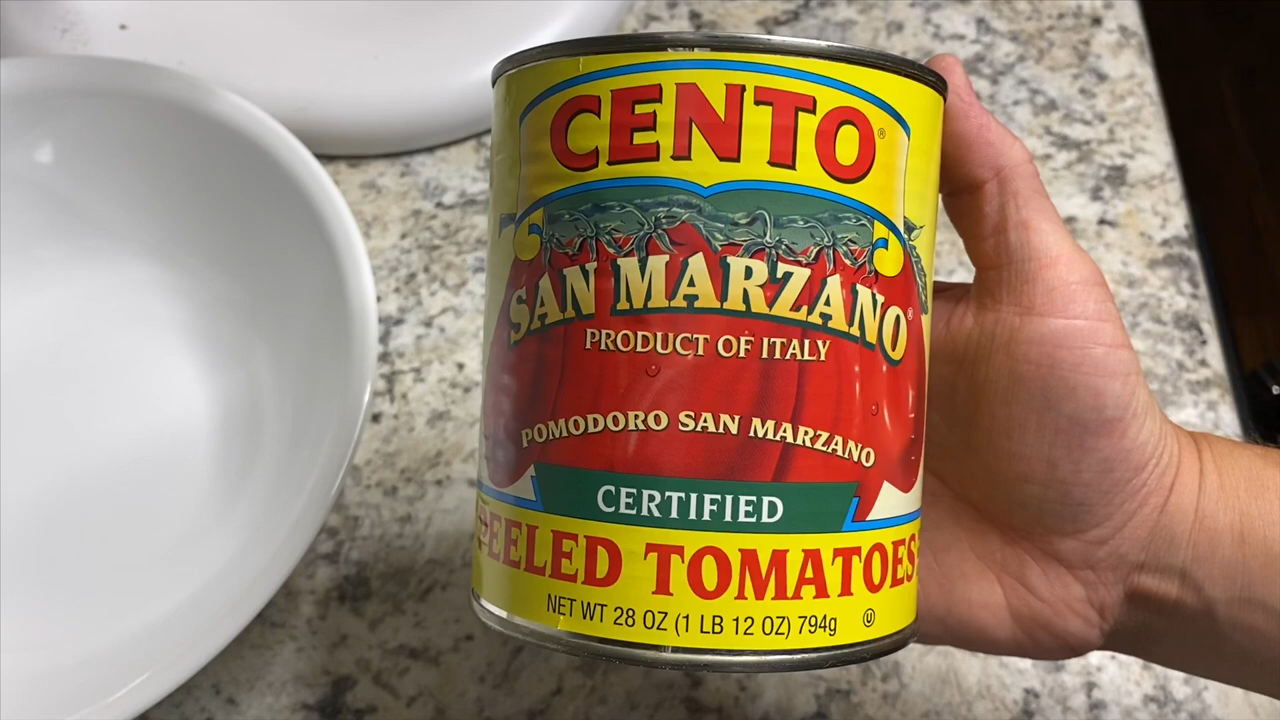 CENTO®
SAN MARZANO®
PRODUCT OF ITALY
POMODORO SAN MARZANO
CERTIFIED
PEELED TOMATOES
NET WT 28 OZ (1 LB 12 OZ) 794g Ⓤ